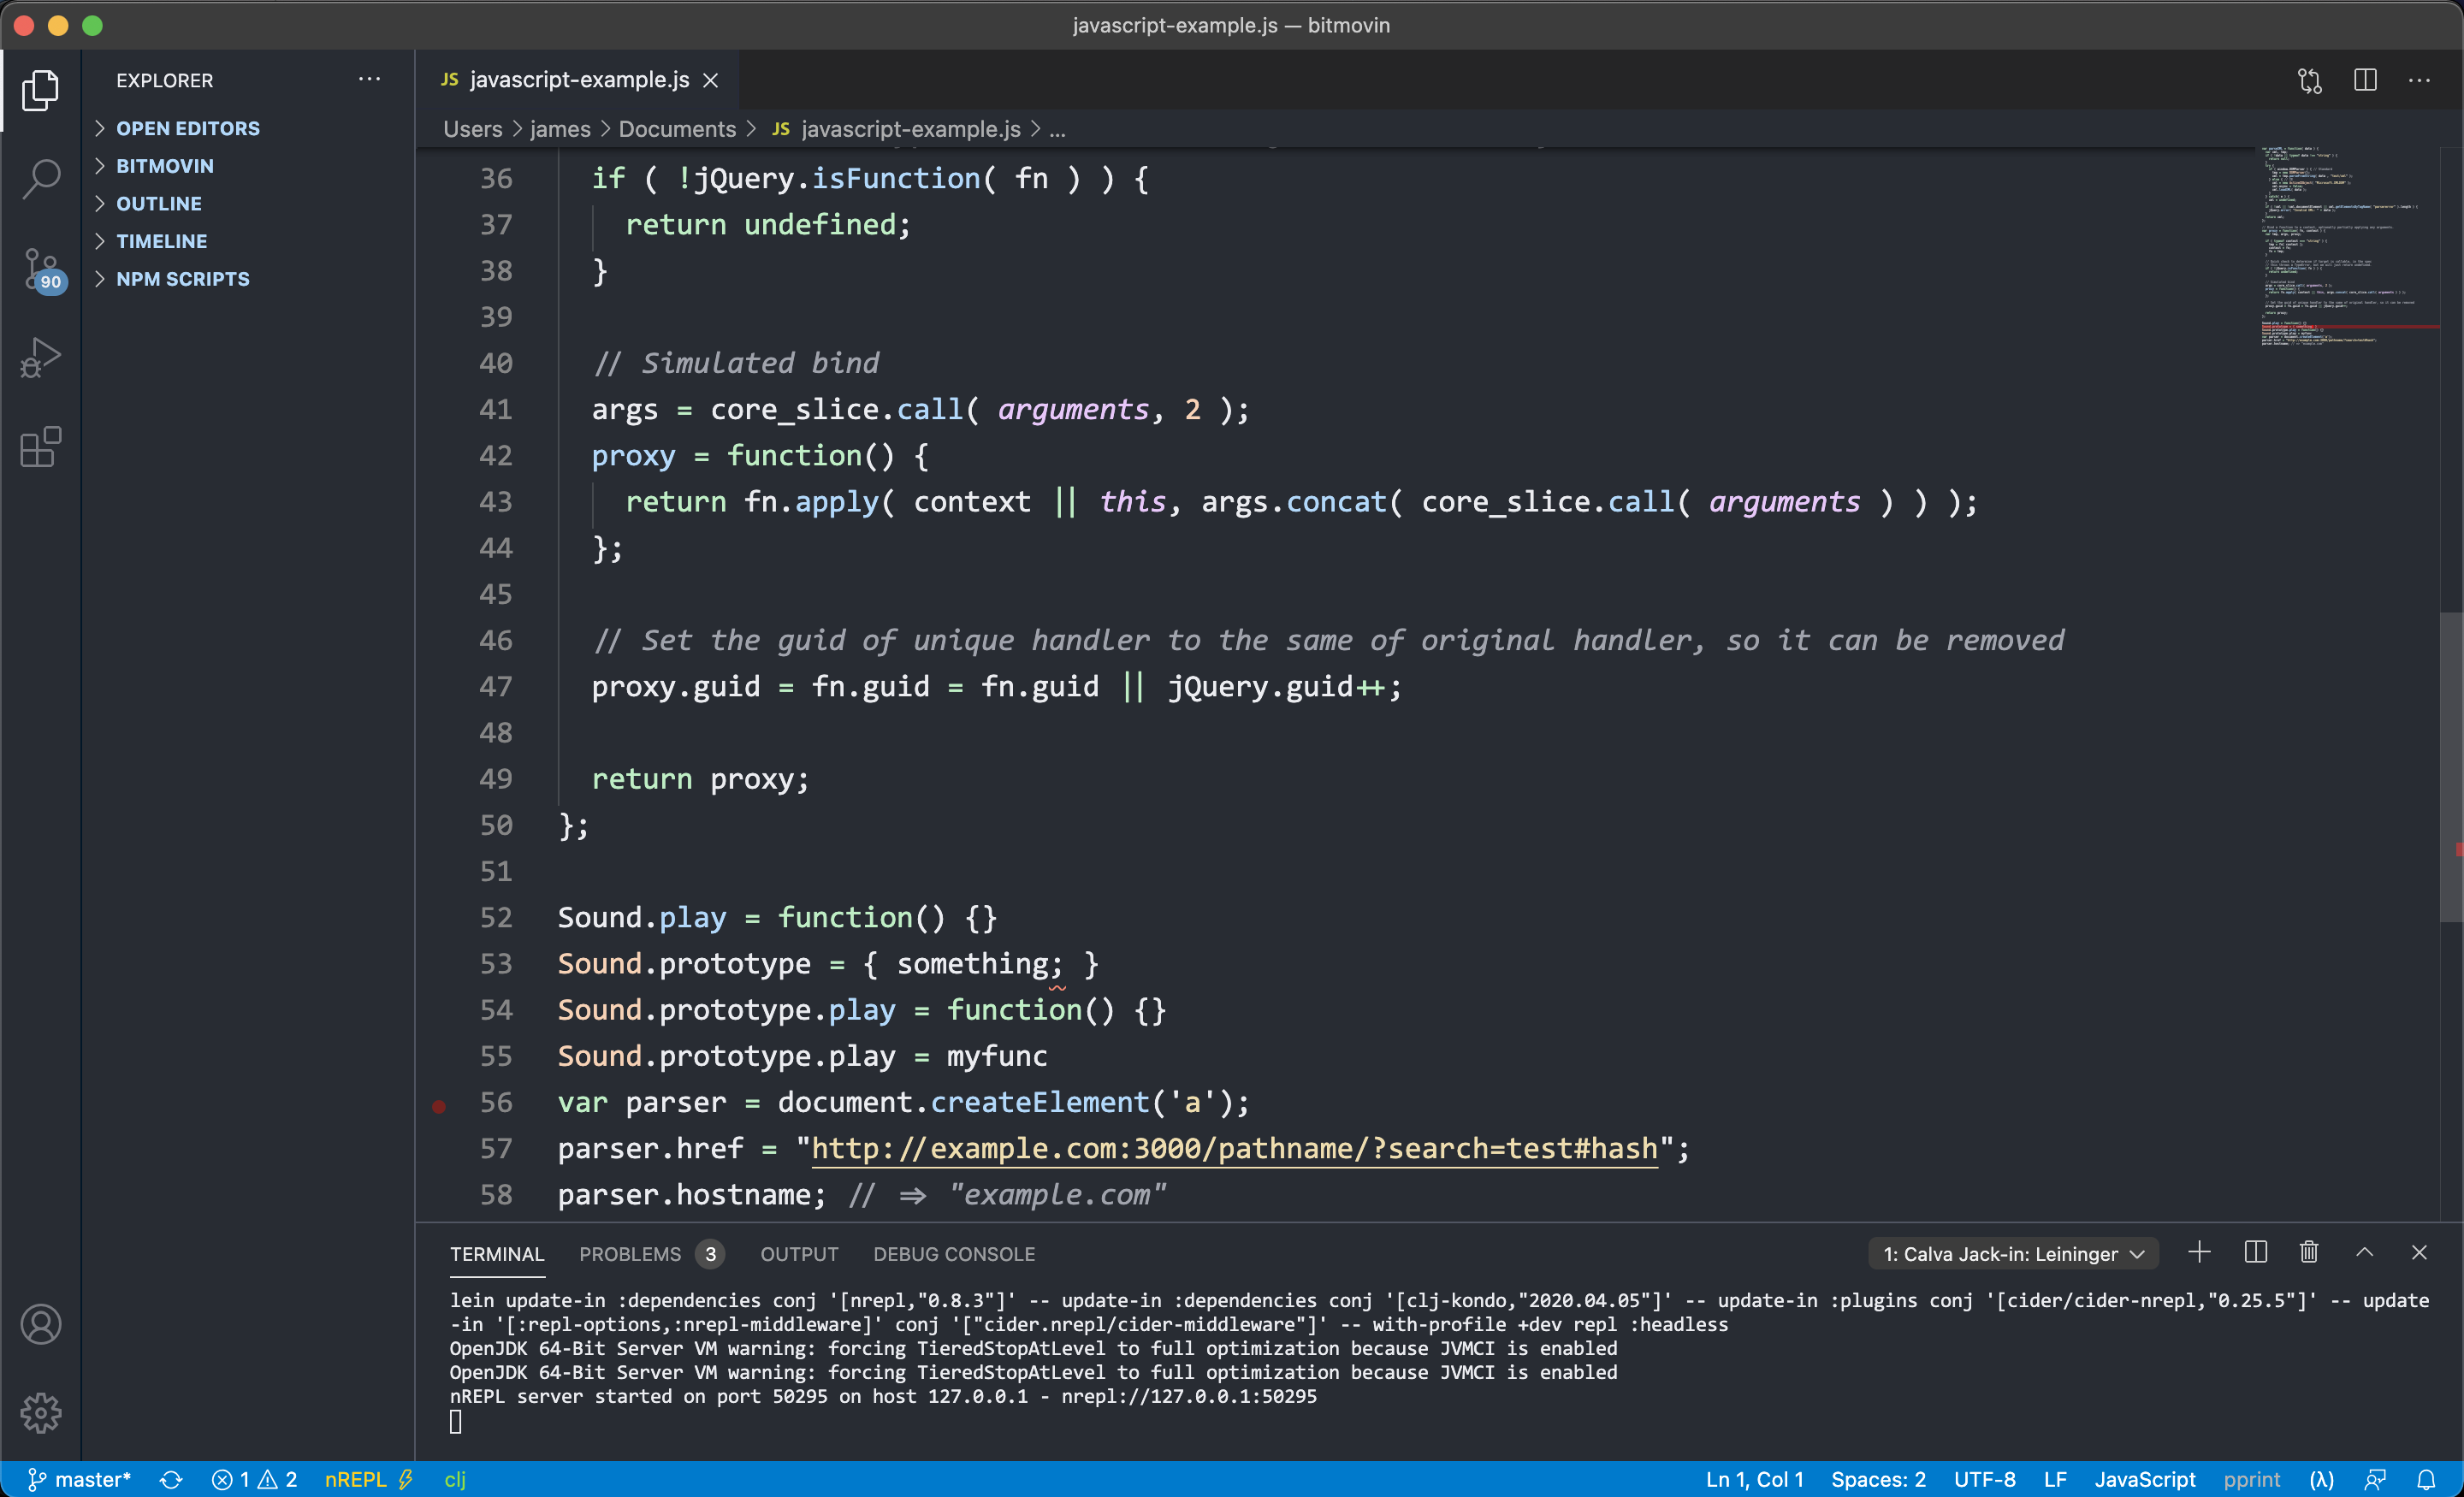 javascript-example.js — bitmovin
EXPLORER
JS javascript-example.js
OPEN EDITORS
BITMOVIN
OUTLINE
TIMELINE
NPM SCRIPTS
90
Users > james > Documents > JS javascript-example.js > ...
36 if ( !jQuery.isFunction( fn ) ) {
37 return undefined;
38 }
39
40 // Simulated bind
41 args = core_slice.call( arguments, 2 );
42 proxy = function() {
43 return fn.apply( context || this, args.concat( core_slice.call( arguments ) ) );
44 };
45
46 // Set the guid of unique handler to the same of original handler, so it can be removed
47 proxy.guid = fn.guid = fn.guid || jQuery.guid++;
48
49 return proxy;
50 };
51
52 Sound.play = function() {}
53 Sound.prototype = { something; }
54 Sound.prototype.play = function() {}
55 Sound.prototype.play = myfunc
56 var parser = document.createElement('a');
57 parser.href = "http://example.com:3000/pathname/?search=test#hash";
58 parser.hostname; // => "example.com"
TERMINAL PROBLEMS 3 OUTPUT DEBUG CONSOLE 1: Calva Jack-in: Leininger
lein update-in :dependencies conj '[nrepl,"0.8.3"]' -- update-in :dependencies conj '[clj-kondo,"2020.04.05"]' -- update-in :plugins conj '[cider/cider-nrepl,"0.25.5"]' -- update
-in '[:repl-options,:nrepl-middleware]' conj '["cider.nrepl/cider-middleware"]' -- with-profile +dev repl :headless
OpenJDK 64-Bit Server VM warning: forcing TieredStopAtLevel to full optimization because JVMCI is enabled
OpenJDK 64-Bit Server VM warning: forcing TieredStopAtLevel to full optimization because JVMCI is enabled
nREPL server started on port 50295 on host 127.0.0.1 - nrepl://127.0.0.1:50295
master* 1 2 nREPL clj Ln 1, Col 1 Spaces: 2 UTF-8 LF JavaScript pprint (λ)